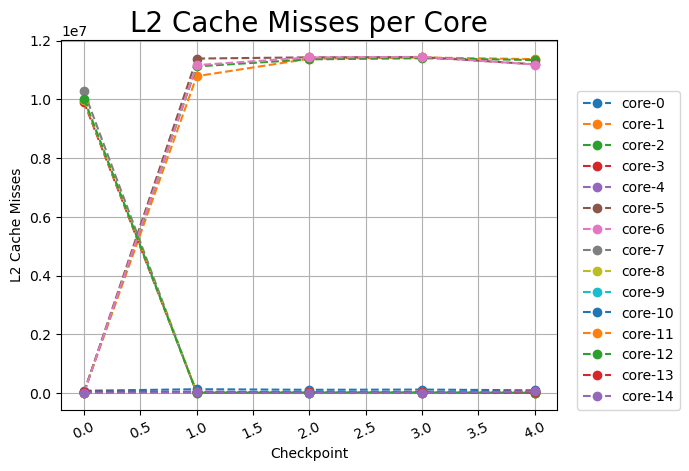 L2 Cache Misses per Core
1e7
1.2
1.0
0.8
0.6
0.4
0.2
0.0
L2 Cache Misses
0.0 0.5 1.0 1.5 2.0 2.5 3.0 3.5 4.0
Checkpoint
core-0
core-1
core-2
core-3
core-4
core-5
core-6
core-7
core-8
core-9
core-10
core-11
core-12
core-13
core-14